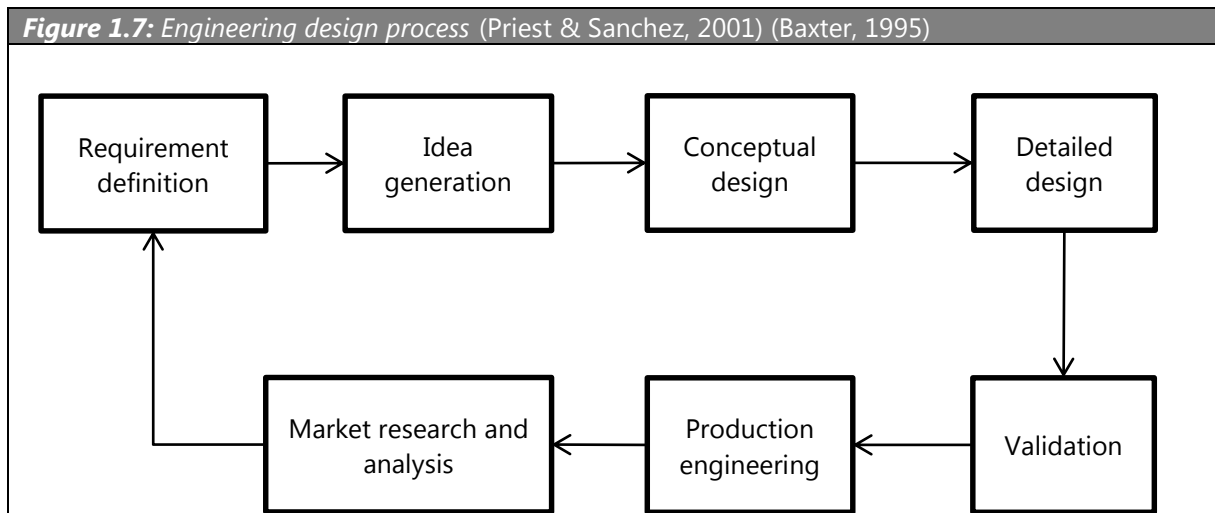 Figure 1.7: Engineering design process (Priest & Sanchez, 2001) (Baxter, 1995)
Requirement
definition
Idea
generation
Conceptual
design
Detailed
design
Market research and
analysis
Production
engineering
Validation